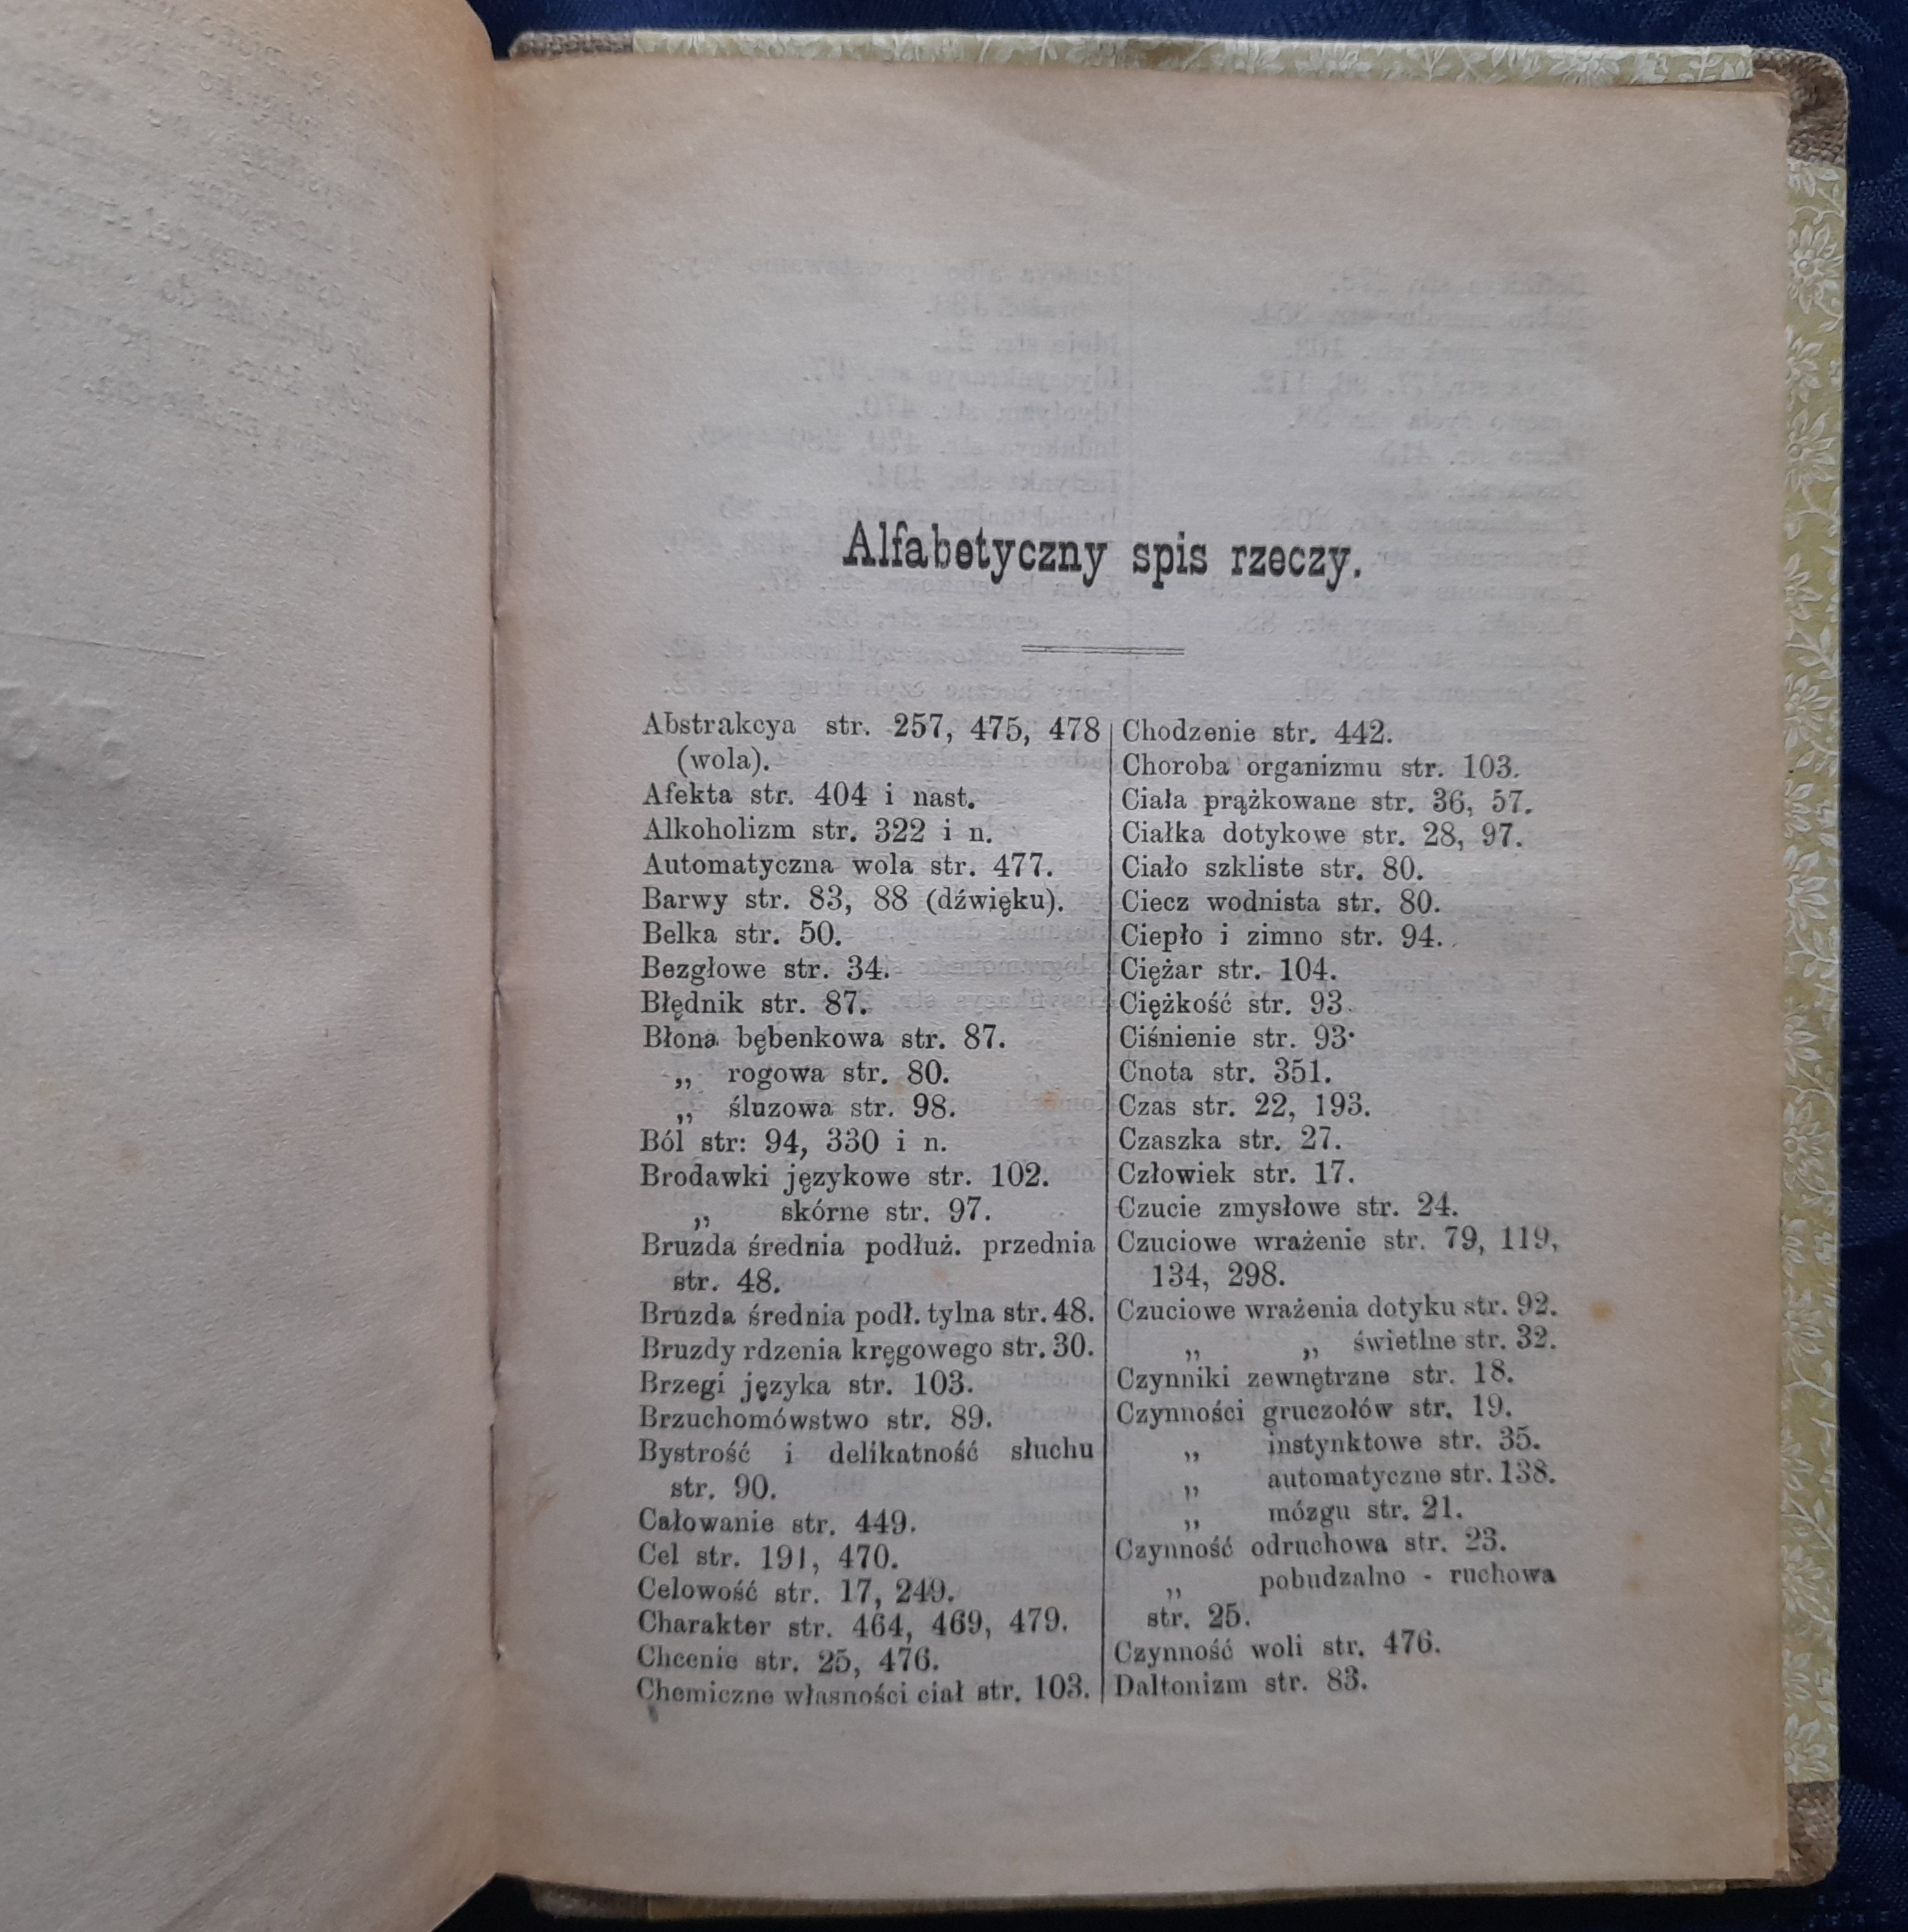 Alfabetyczny spis rzeczy.
Abstrakcya str. 257, 475, 478
(wola).
Afekta str. 404 i nast.
Alkoholizm str. 322 i n.
Automatyczna wola str. 477.
Barwy str. 83, 88 (dźwięku).
Belka str. 50.
Bezgłowe str. 34.
Błędnik str. 87.
Błona bębenkowa str. 87.
„ rogowa str. 80.
„ śluzowa str. 98.
Ból str: 94, 330 i n.
Brodawki językowe str. 102.
„ skórne str. 97.
Bruzda średnia podłuż. przednia
str. 48.
Bruzda średnia podł. tylna str. 48.
Bruzdy rdzenia kręgowego str. 30.
Brzegi języka str. 103.
Brzuchomówstwo str. 89.
Bystrość i delikatność słuchu
str. 90.
Całowanie str. 449.
Cel str. 191, 470.
Celowość str. 17, 249.
Charakter str. 464, 469, 479.
Chcenie str. 25, 476.
Chemiczne własności ciał str. 103.
Chodzenie str. 442.
Choroba organizmu str. 103.
Ciała prążkowane str. 36, 57.
Ciałka dotykowe str. 28, 97.
Ciało szkliste str. 80.
Ciecz wodnista str. 80.
Ciepło i zimno str. 94.
Ciężar str. 104.
Ciężkość str. 93.
Ciśnienie str. 93·
Cnota str. 351.
Czas str. 22, 193.
Czaszka str. 27.
Człowiek str. 17.
Czucie zmysłowe str. 24.
Czuciowe wrażenie str. 79, 119,
134, 298.
Czuciowe wrażenia dotyku str. 92.
„ „ świetlne str. 32.
Czynniki zewnętrzne str. 18.
Czynności gruczołów str. 19.
„ instynktowe str. 35.
„ automatyczne str. 138.
„ mózgu str. 21.
Czynność odruchowa str. 23.
„ pobudzalno - ruchowa
str. 25.
Czynność woli str. 476.
Daltonizm str. 83.